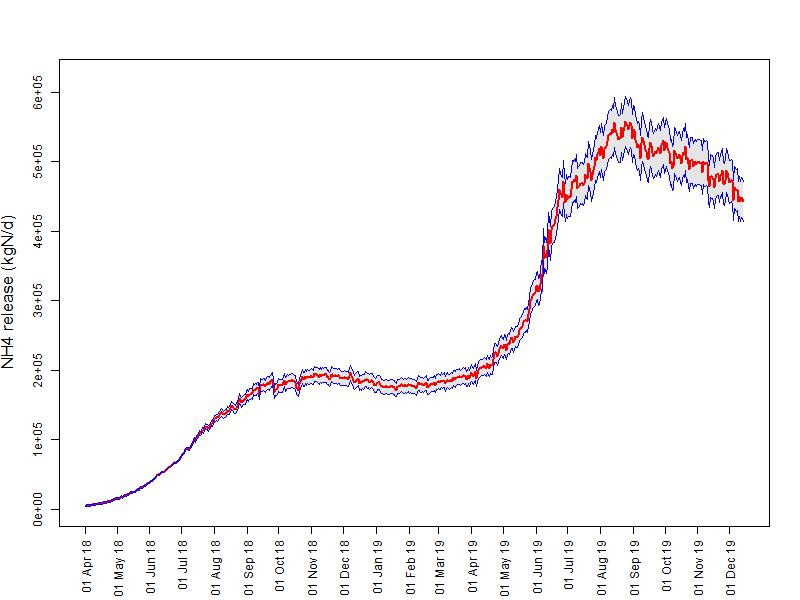 NH4 release (kgN/d)
6e+05
5e+05
4e+05
3e+05
2e+05
1e+05
0e+00
01 Apr 18
01 May 18
01 Jun 18
01 Jul 18
01 Aug 18
01 Sep 18
01 Oct 18
01 Nov 18
01 Dec 18
01 Jan 19
01 Feb 19
01 Mar 19
01 Apr 19
01 May 19
01 Jun 19
01 Jul 19
01 Aug 19
01 Sep 19
01 Oct 19
01 Nov 19
01 Dec 19